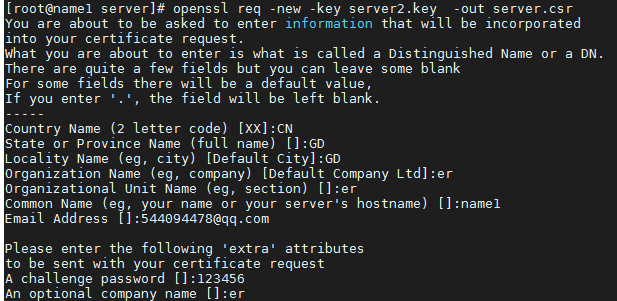 [root@name1 server]# openssl req -new -key server2.key  -out server.csr
You are about to be asked to enter information that will be incorporated
into your certificate request.
What you are about to enter is what is called a Distinguished Name or a DN.
There are quite a few fields but you can leave some blank
For some fields there will be a default value,
If you enter '.', the field will be left blank.
-----
Country Name (2 letter code) [XX]:CN
State or Province Name (full name) []:GD
Locality Name (eg, city) [Default City]:GD
Organization Name (eg, company) [Default Company Ltd]:er
Organizational Unit Name (eg, section) []:er
Common Name (eg, your name or your server's hostname) []:name1
Email Address []:544094478@qq.com

Please enter the following 'extra' attributes
to be sent with your certificate request
A challenge password []:123456
An optional company name []:er